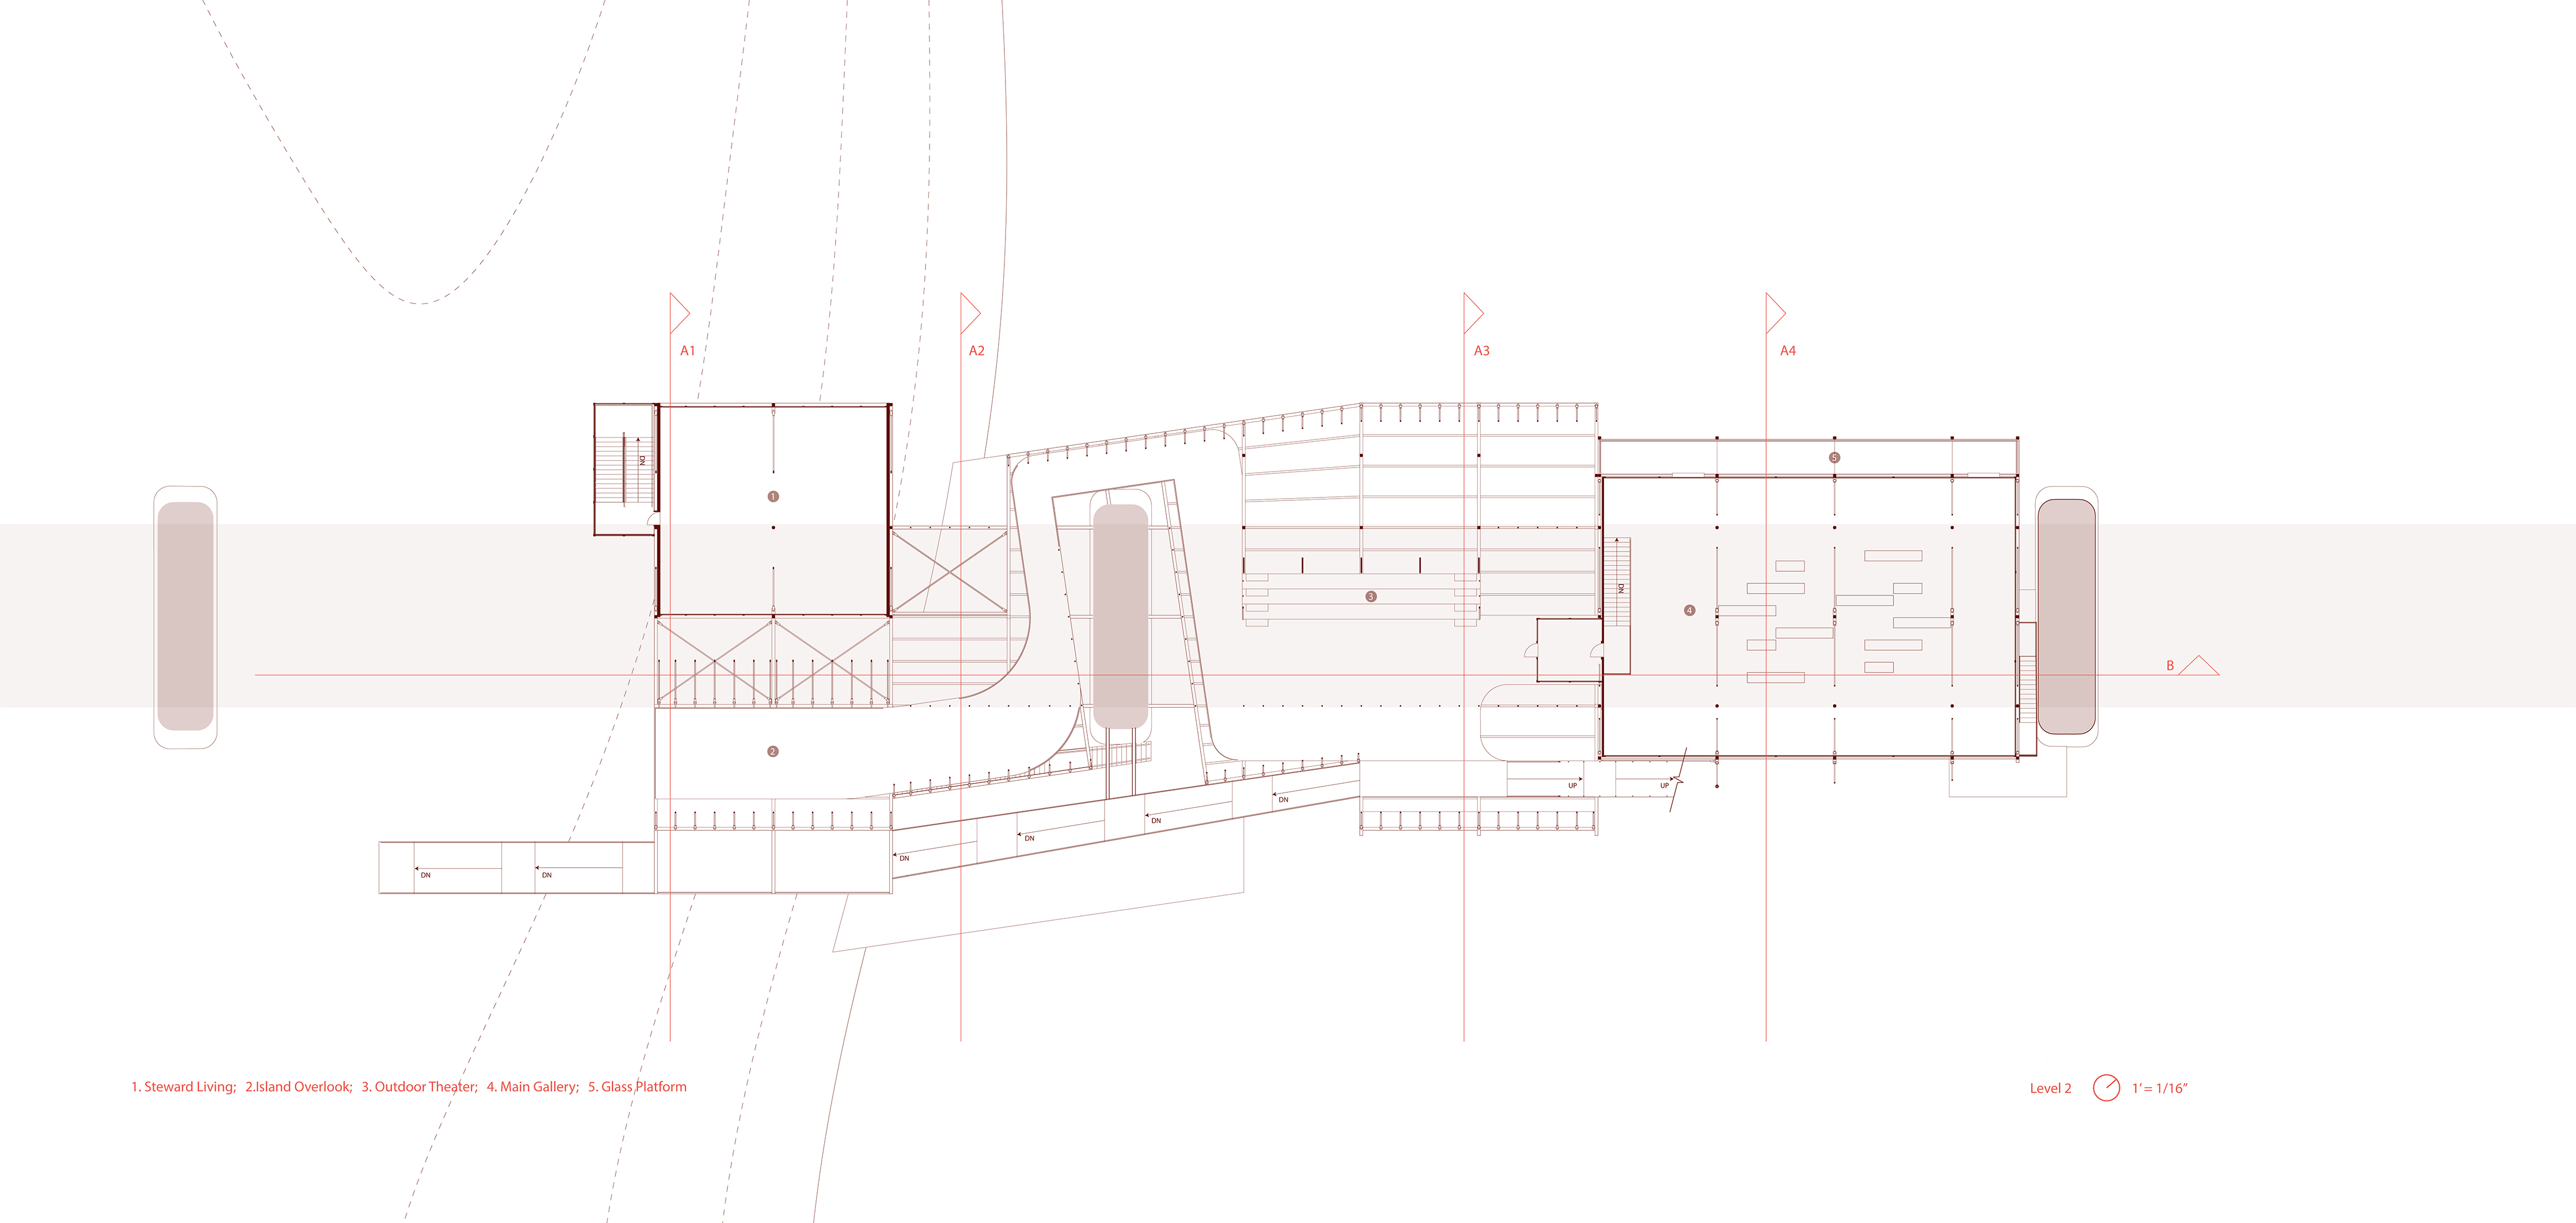 A1
A2
A3
A4
DN
1
5
DN
3
4
B
2
UP
UP
DN
DN
DN
DN
DN
DN
1. Steward Living; 2.Island Overlook; 3. Outdoor Theater; 4. Main Gallery; 5. Glass Platform
Level 2 1’ = 1/16”